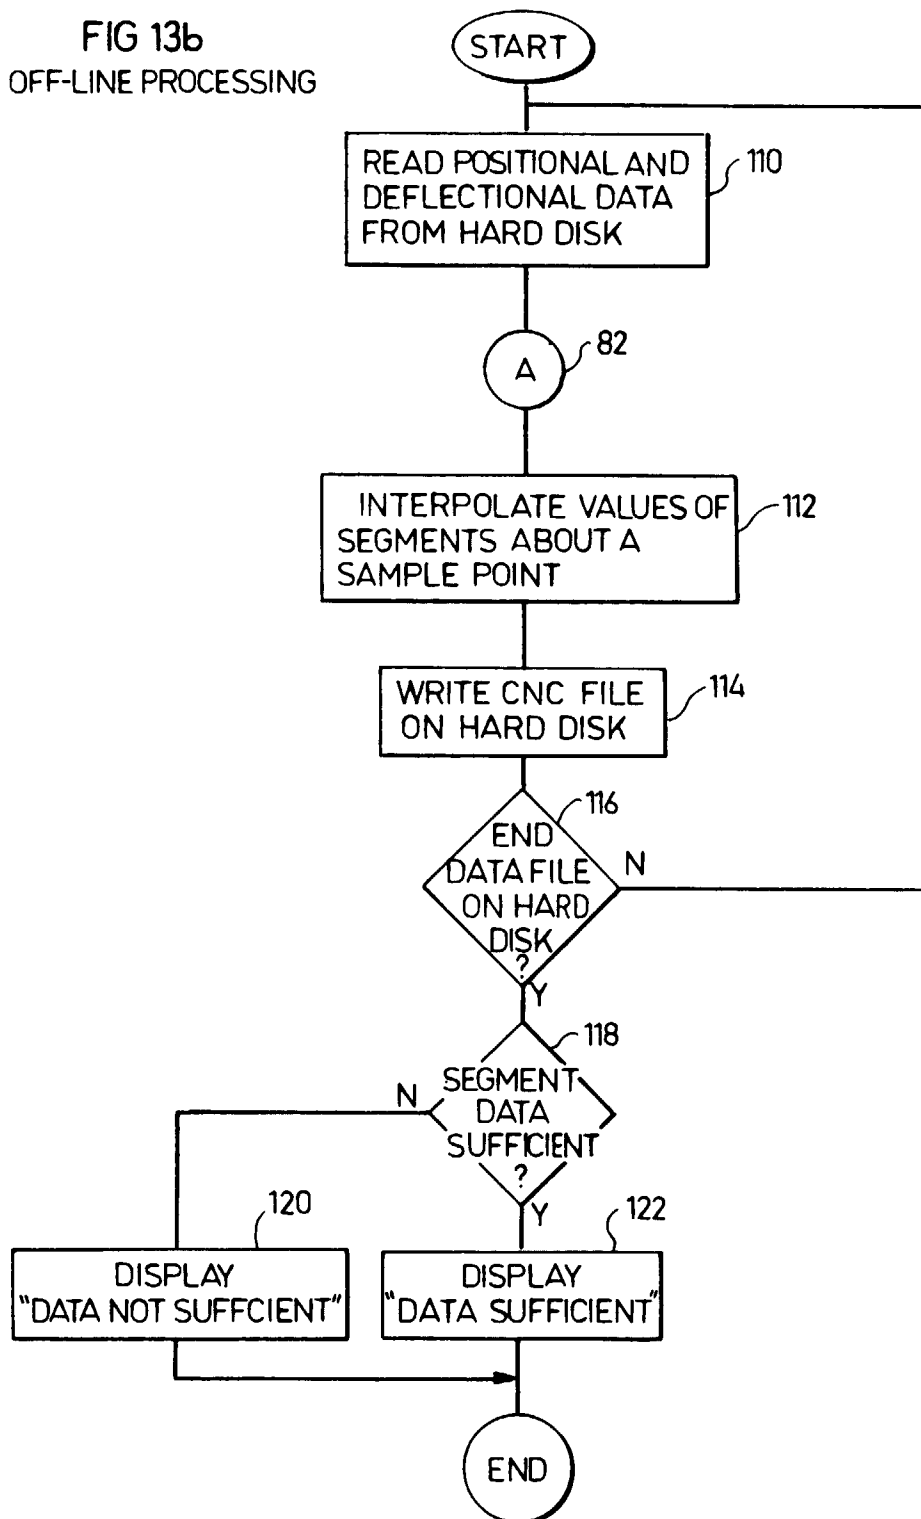 FIG 13b
OFF-LINE PROCESSING
START
READ POSITIONAL AND
DEFLECTIONAL DATA
FROM HARD DISK
110
A
82
INTERPOLATE VALUES OF
SEGMENTS ABOUT A
SAMPLE POINT
112
WRITE CNC FILE
ON HARD DISK
114
116
END
DATA FILE
ON HARD
DISK
?
N
Y
118
SEGMENT
DATA
SUFFICIENT
?
N
Y
120
DISPLAY
"DATA NOT SUFFCIENT"
122
DISPLAY
"DATA SUFFICIENT"
END